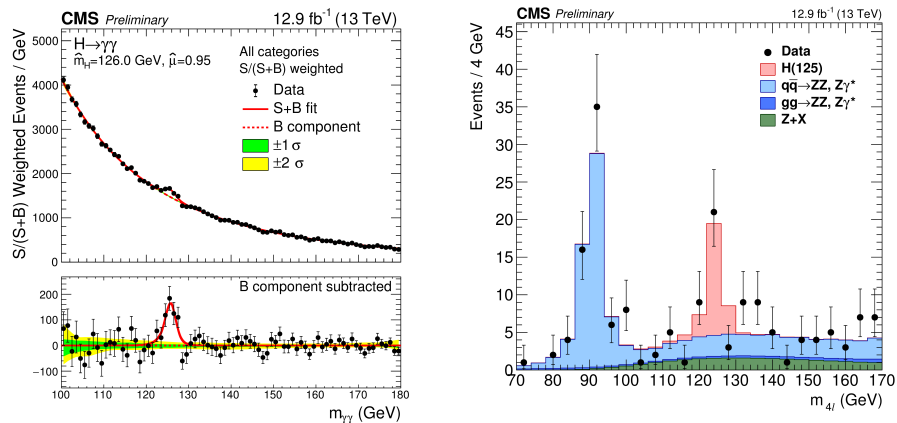 CMS Preliminary 12.9 fb⁻¹ (13 TeV)
H→γγ
m̂H=126.0 GeV, μ̂=0.95
All categories
S/(S+B) weighted
Data
S+B fit
B component
±1 σ
±2 σ
S/(S+B) Weighted Events / GeV
5000
4000
3000
2000
1000
0
B component subtracted
200
100
0
−100
100 110 120 130 140 150 160 170 180
mγγ (GeV)
CMS Preliminary 12.9 fb⁻¹ (13 TeV)
Data
H(125)
qq̅→ZZ, Zγ*
gg→ZZ, Zγ*
Z+X
Events / 4 GeV
45
40
35
30
25
20
15
10
5
0
70 80 90 100 110 120 130 140 150 160 170
m4l (GeV)